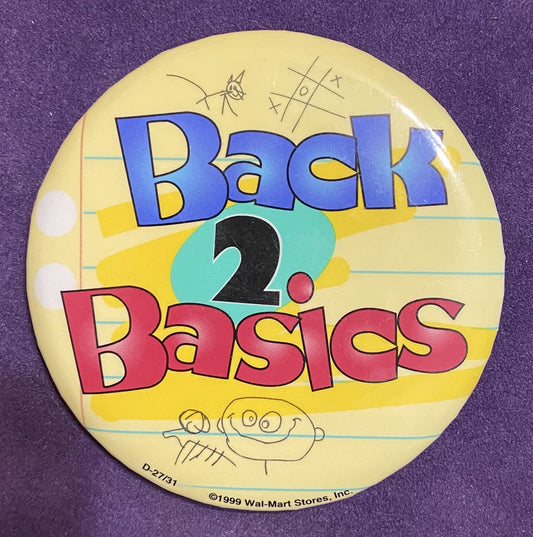 X
O
X
Back
2
Basics
D-27/31
©1999 Wal-Mart Stores, Inc.